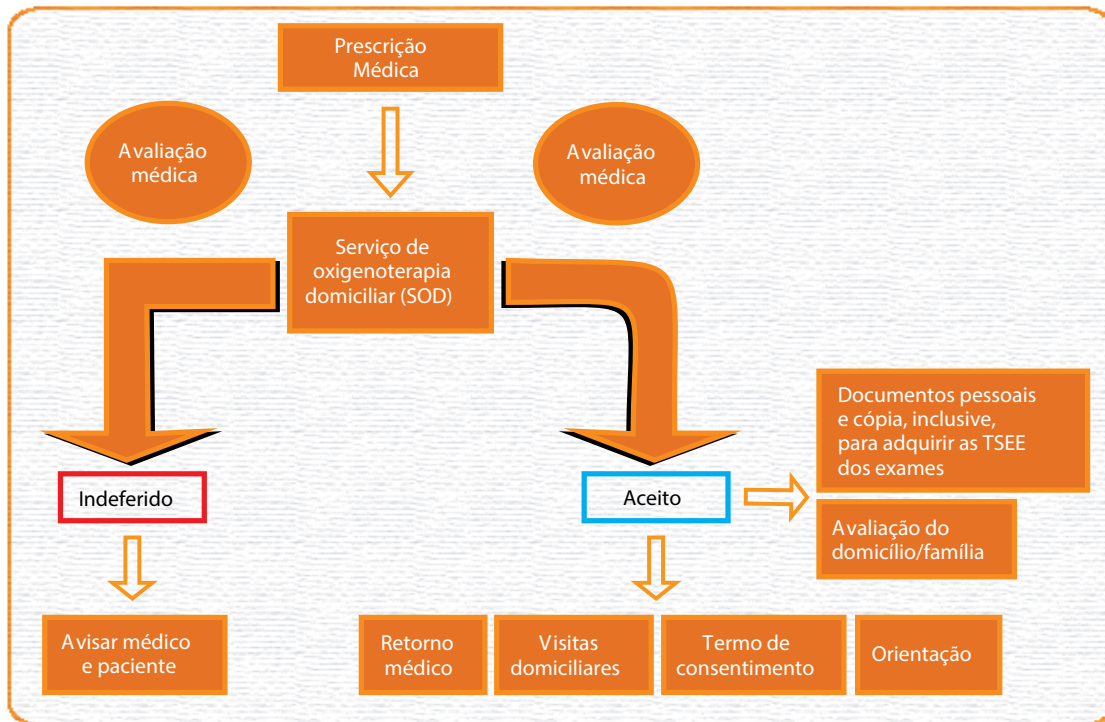 Prescrição
Médica
Avaliação
médica
Avaliação
médica
Serviço de
oxigenoterapia
domiciliar (SOD)
Documentos pessoais
e cópia, inclusive,
para adquirir as TSEE
dos exames
Indeferido
Aceito
Avaliação do
domicílio/família
Avisar médico
e paciente
Retorno
médico
Visitas
domiciliares
Termo de
consentimento
Orientação